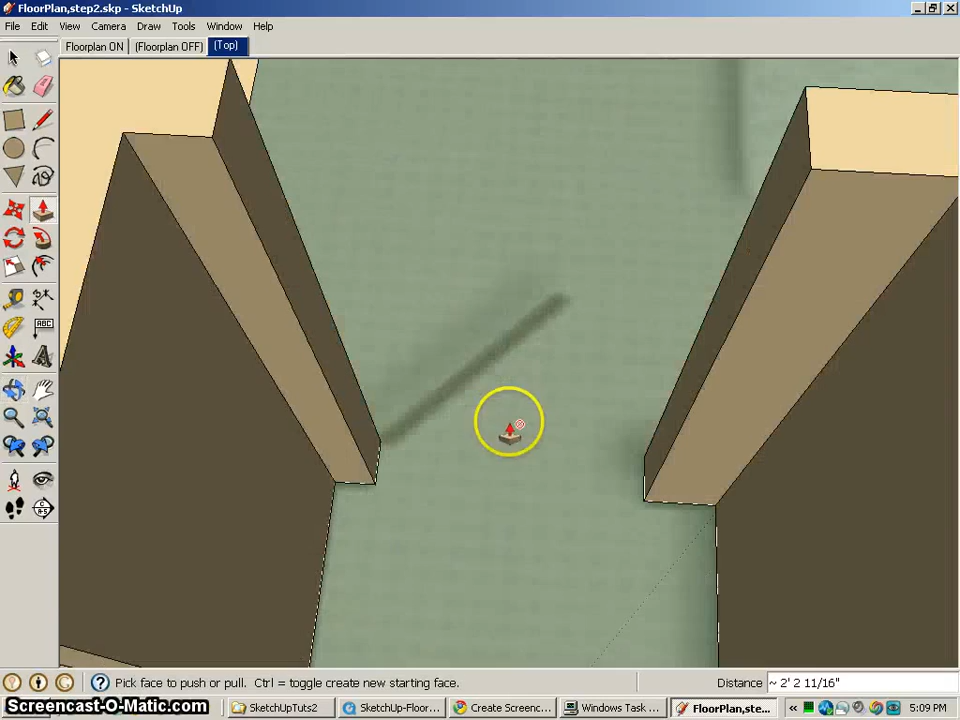 FloorPlan,step2.skp - SketchUp
File Edit View Camera Draw Tools Window Help
Floorplan ON (Floorplan OFF) (Top)
ABC
Pick face to push or pull. Ctrl = toggle create new starting face. Distance ~ 2' 2 11/16"
Screencast-O-Matic.com SketchUpTuts2 SketchUp-Floor... Create Screenc... Windows Task ... FloorPlan,ste... « 5:09 PM